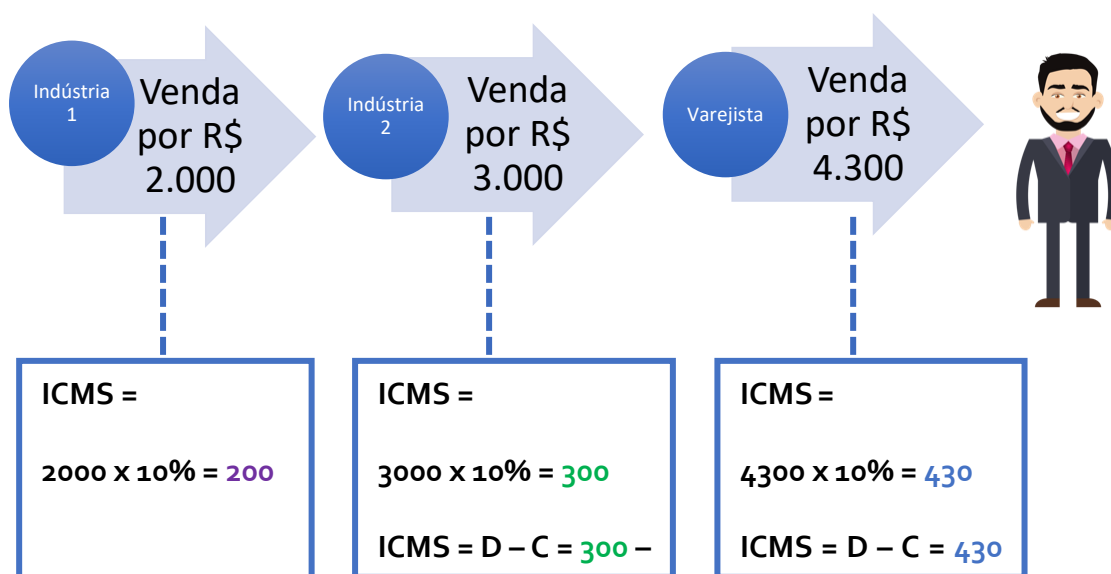 Indústria
1
Venda
por R$
2.000
Indústria
2
Venda
por R$
3.000
Varejista
Venda
por R$
4.300
ICMS =
2000 x 10% = 200
ICMS =
3000 x 10% = 300
ICMS = D – C = 300 –
ICMS =
4300 x 10% = 430
ICMS = D – C = 430